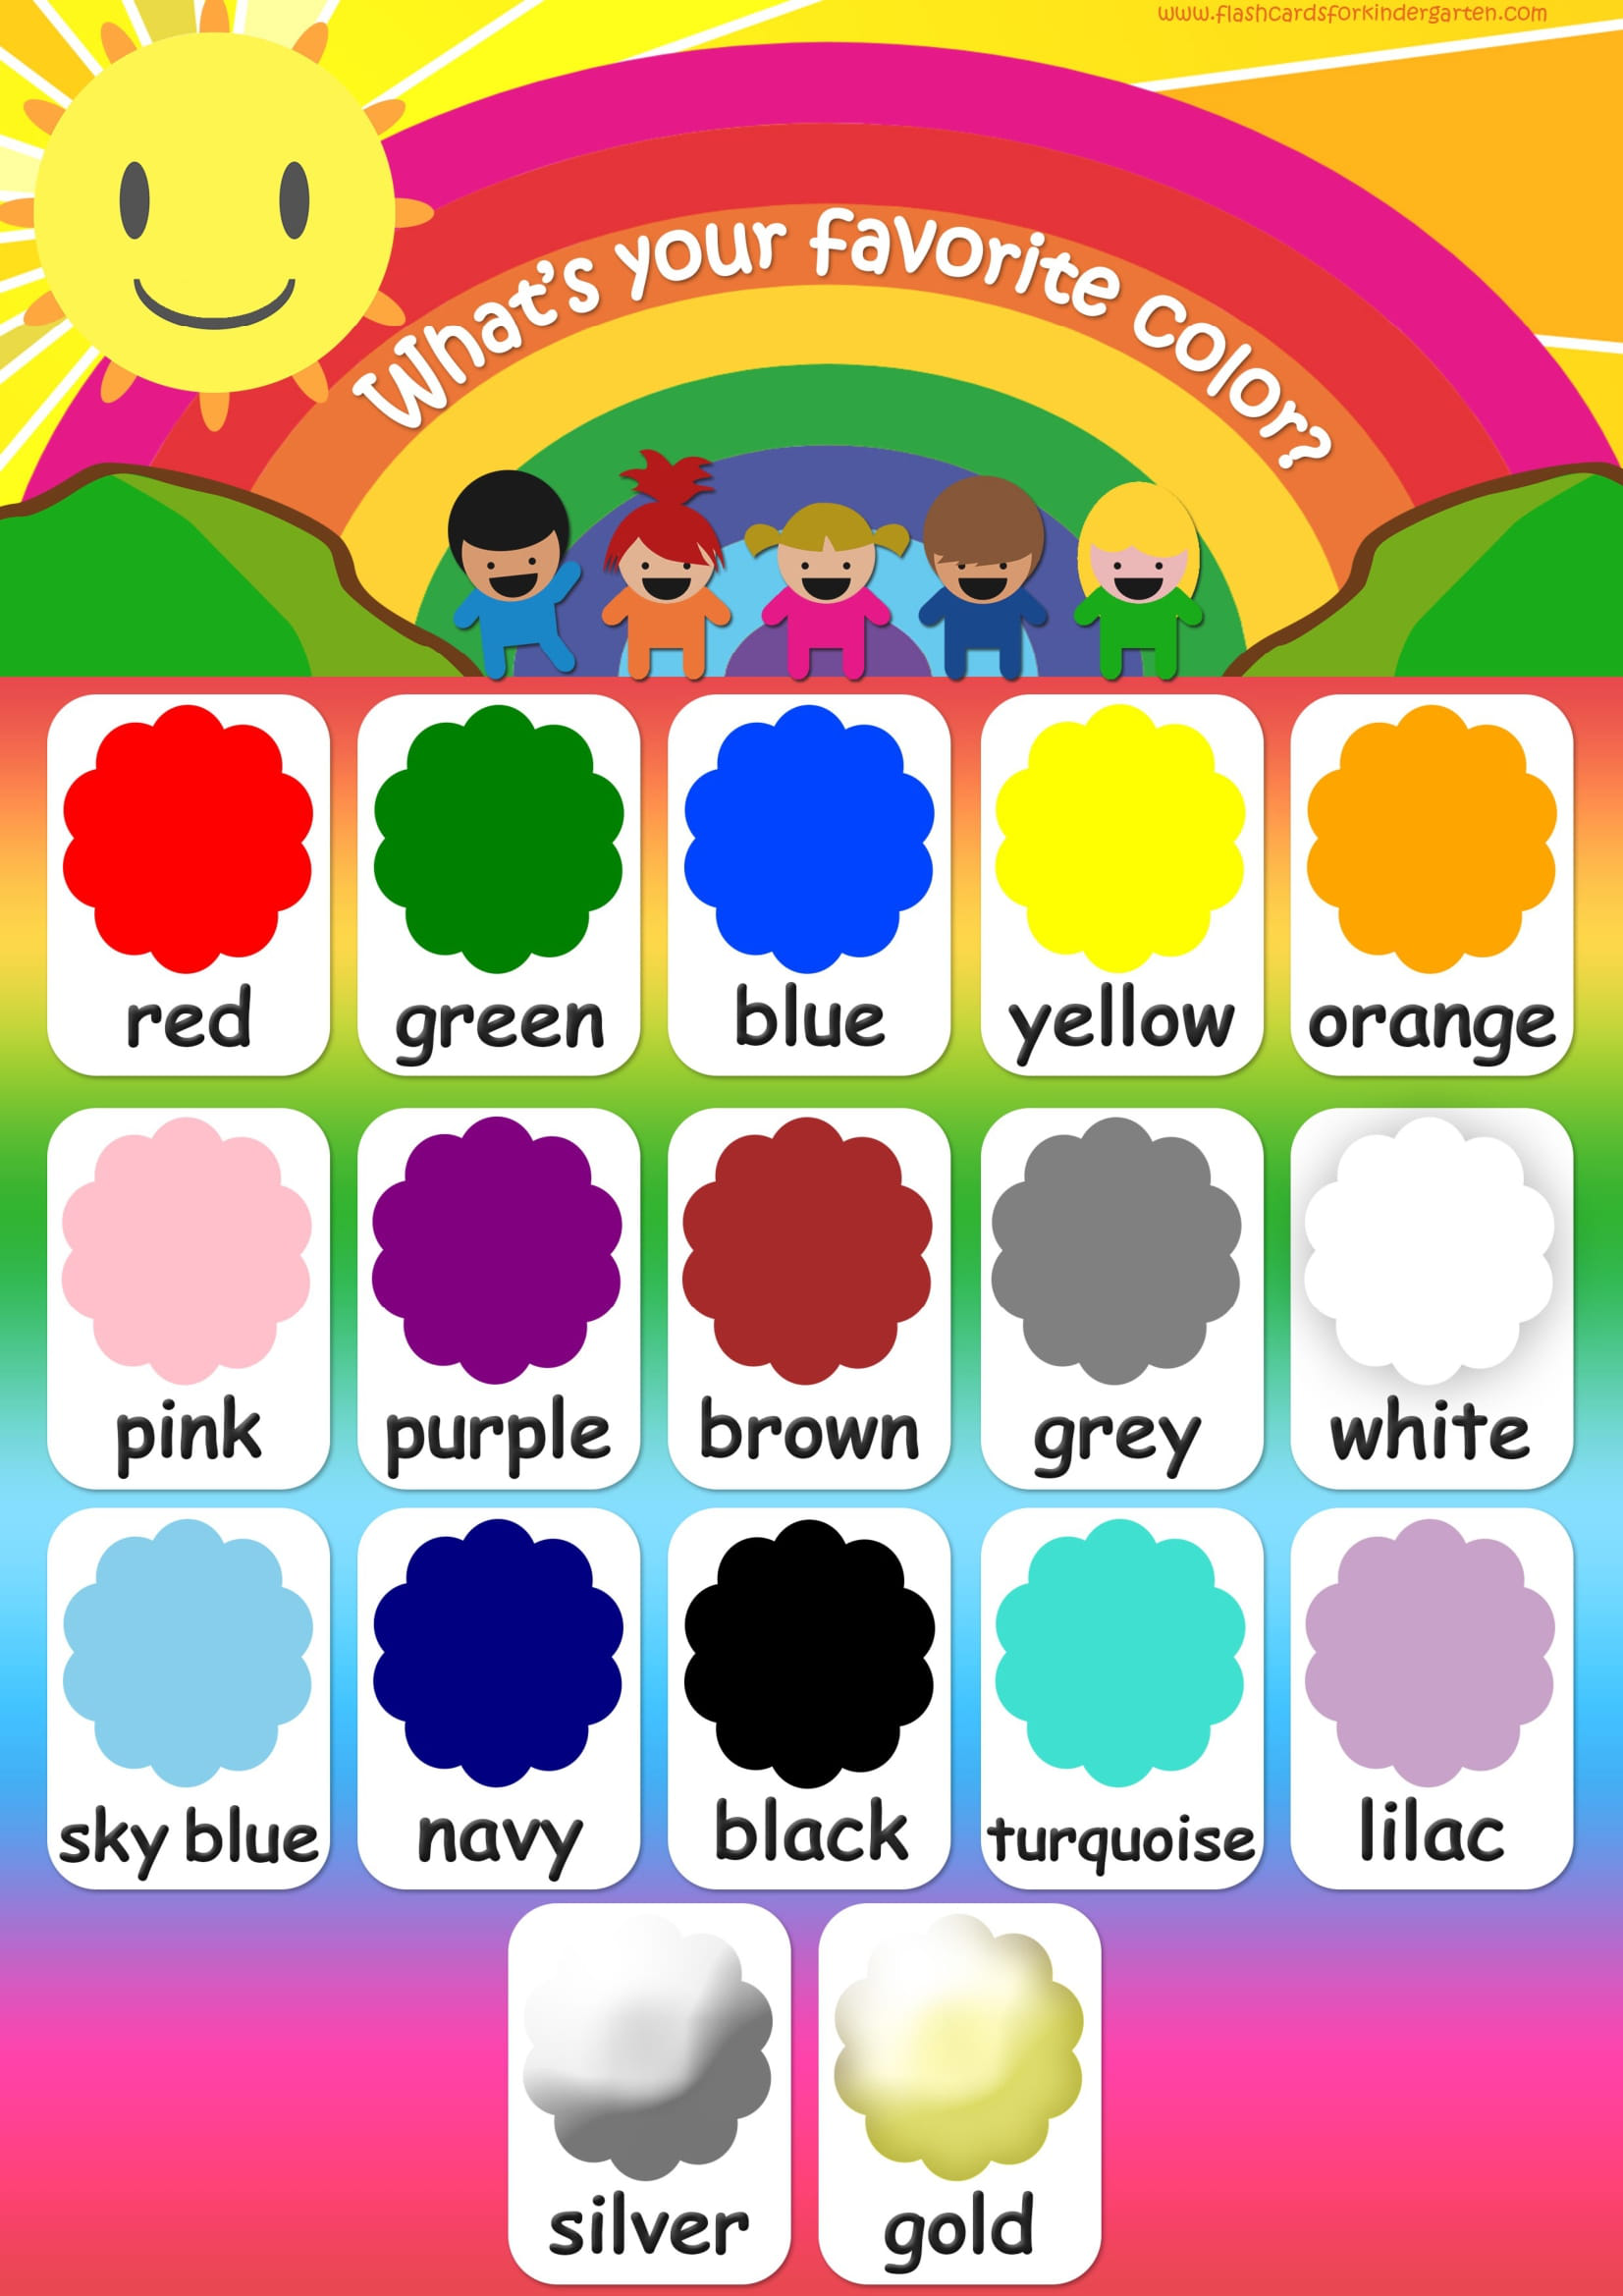 www.flashcardsforkindergarten.com
What's your favorite color?
red green blue yellow orange
pink purple brown grey white
sky blue navy black turquoise lilac
silver gold